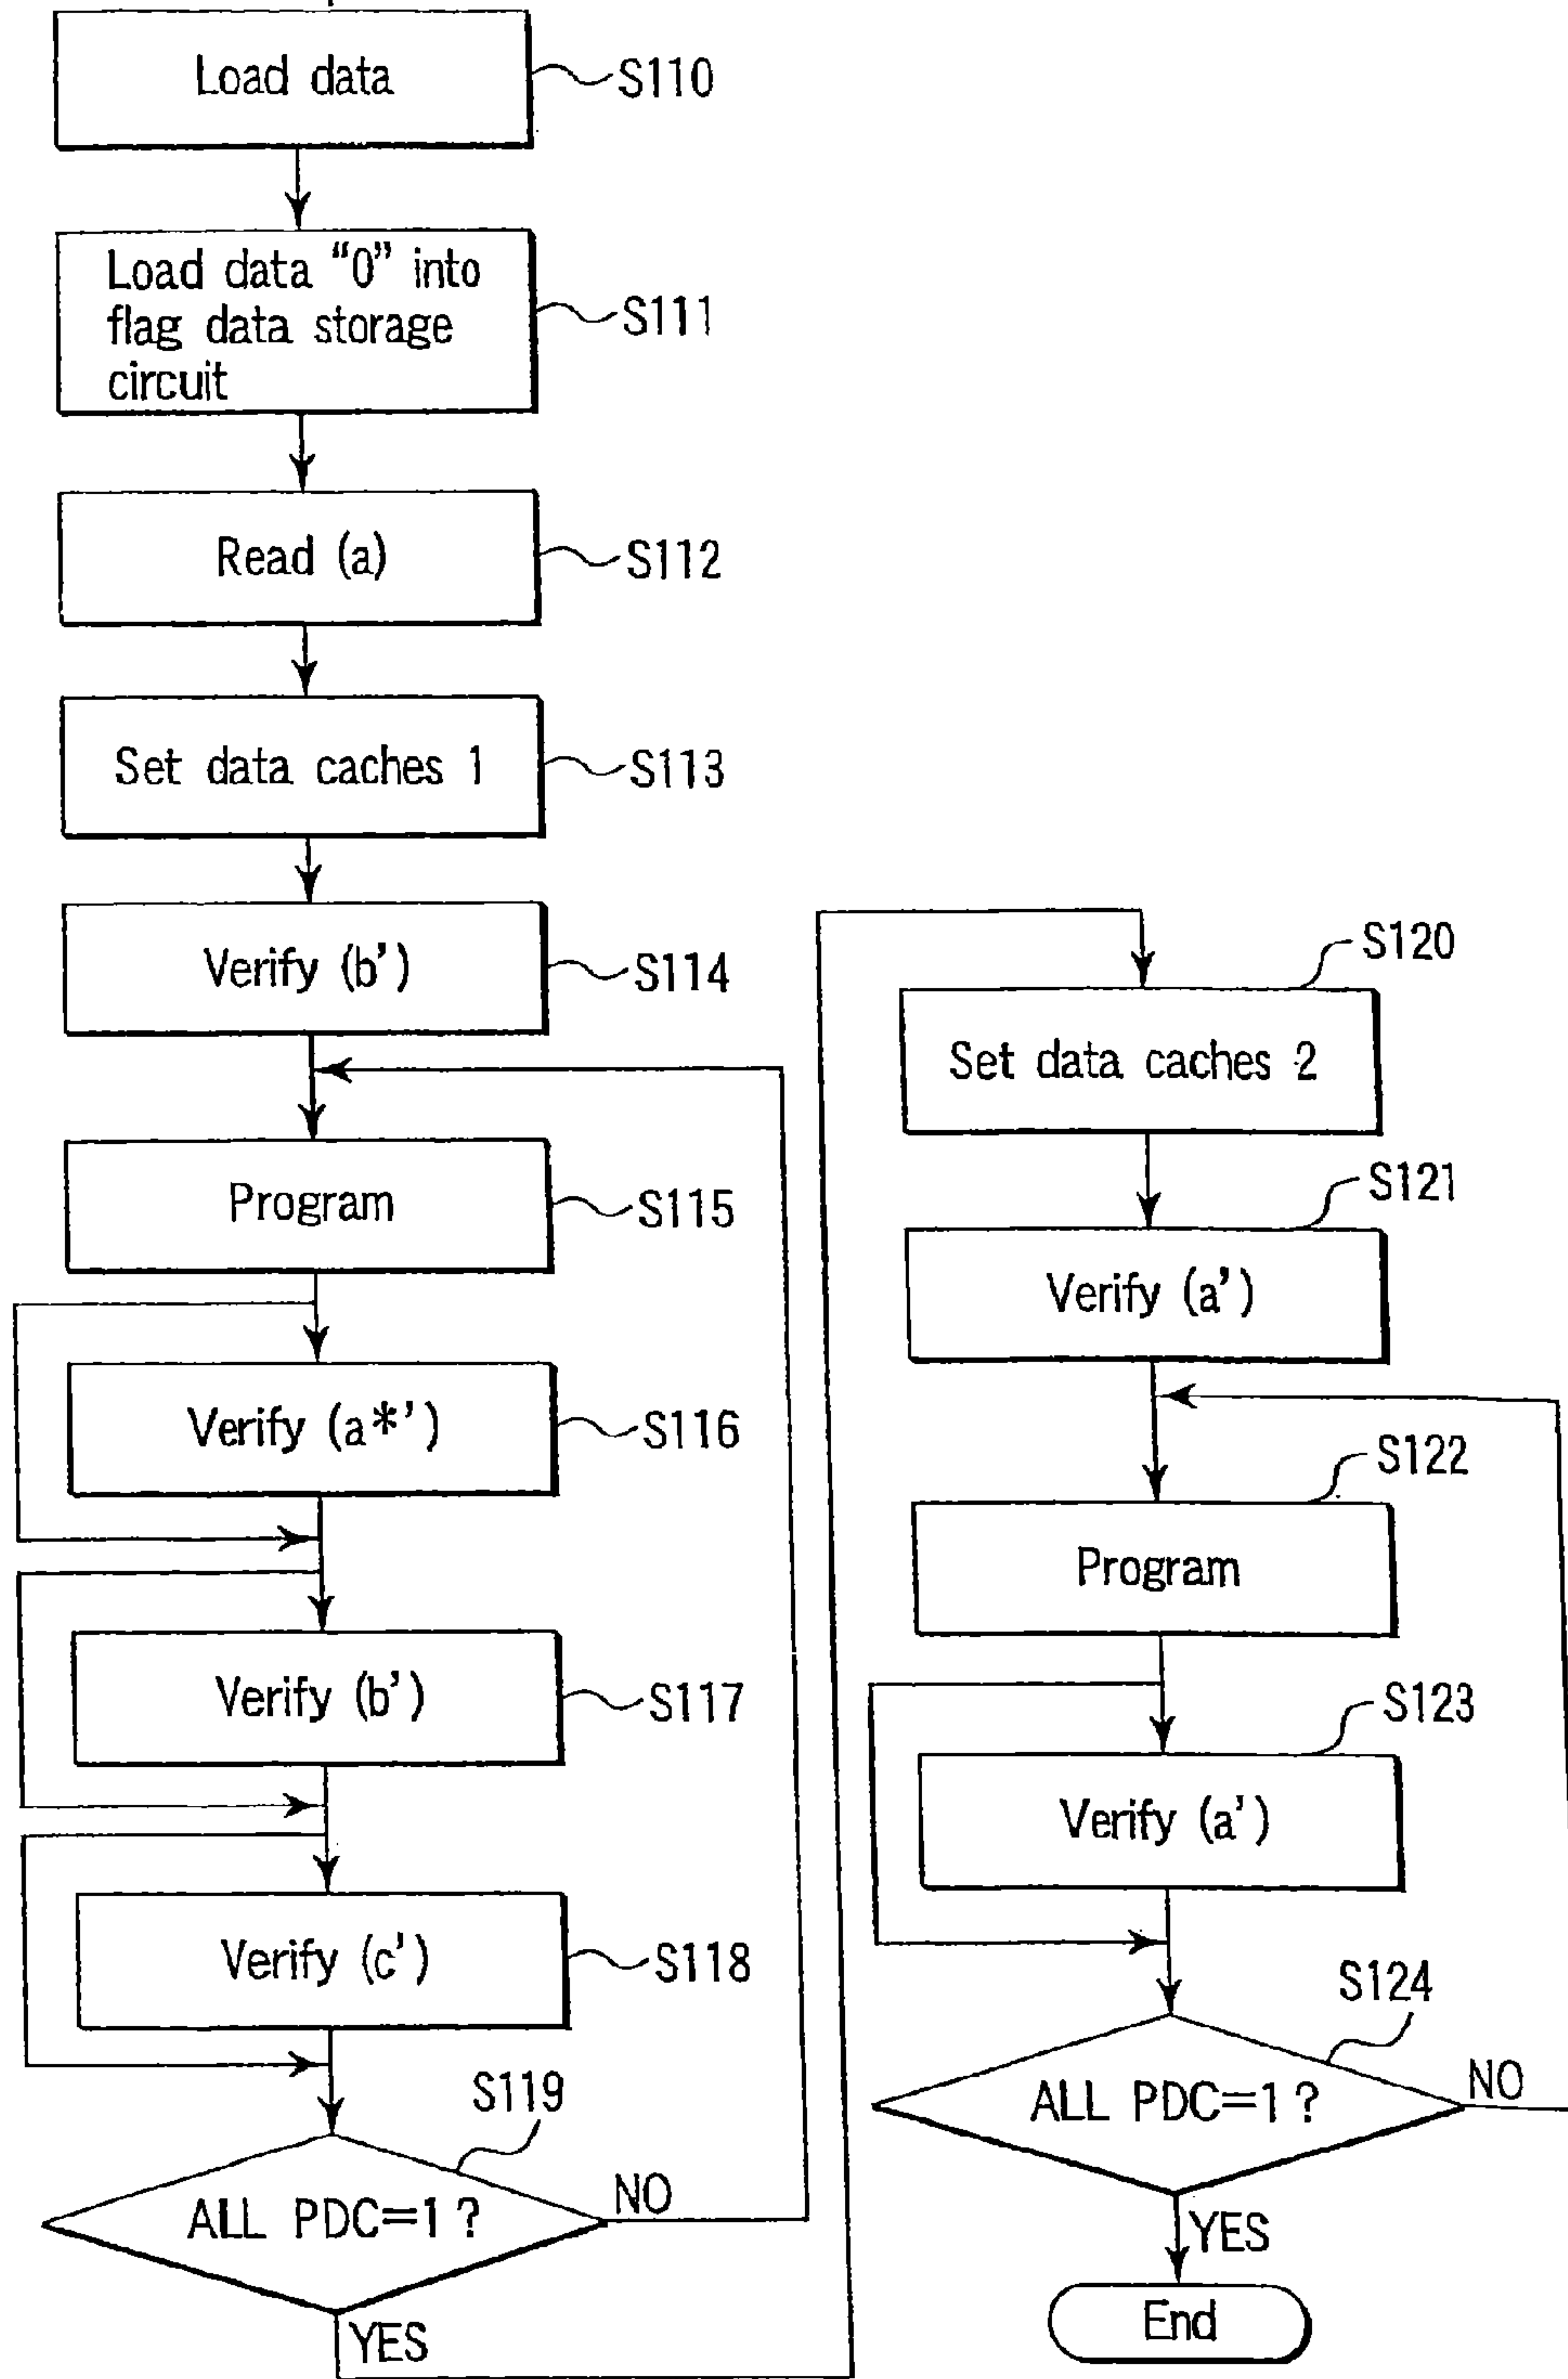 Load data
S110
Load data “0” into
flag data storage
circuit
S111
Read (a)
S112
Set data caches 1
S113
Verify (b’)
S114
Program
S115
Verify (a*’)
S116
Verify (b’)
S117
Verify (c’)
S118
S119
ALL PDC=1 ?
NO
YES
S120
Set data caches 2
S121
Verify (a’)
S122
Program
S123
Verify (a’)
S124
ALL PDC=1 ?
NO
YES
End